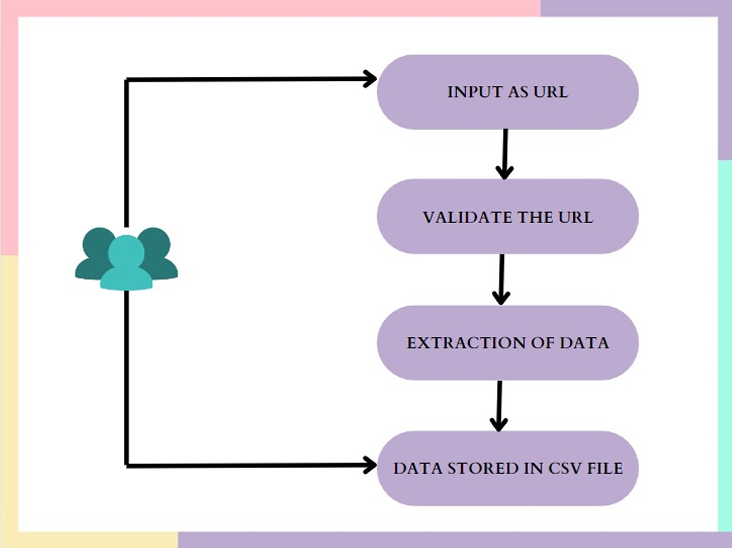 INPUT AS URL
VALIDATE THE URL
EXTRACTION OF DATA
DATA STORED IN CSV FILE